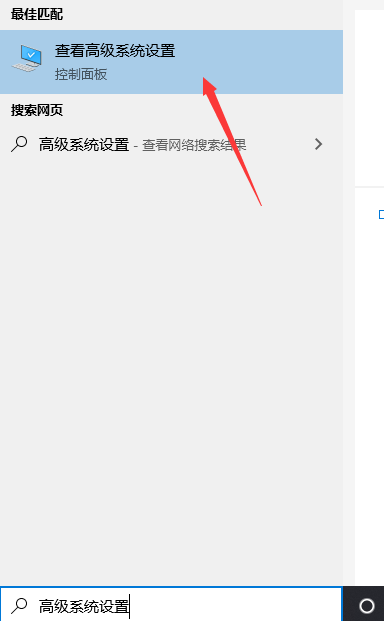 最佳匹配
查看高级系统设置
控制面板
搜索网页
高级系统设置 - 查看网络搜索结果
高级系统设置